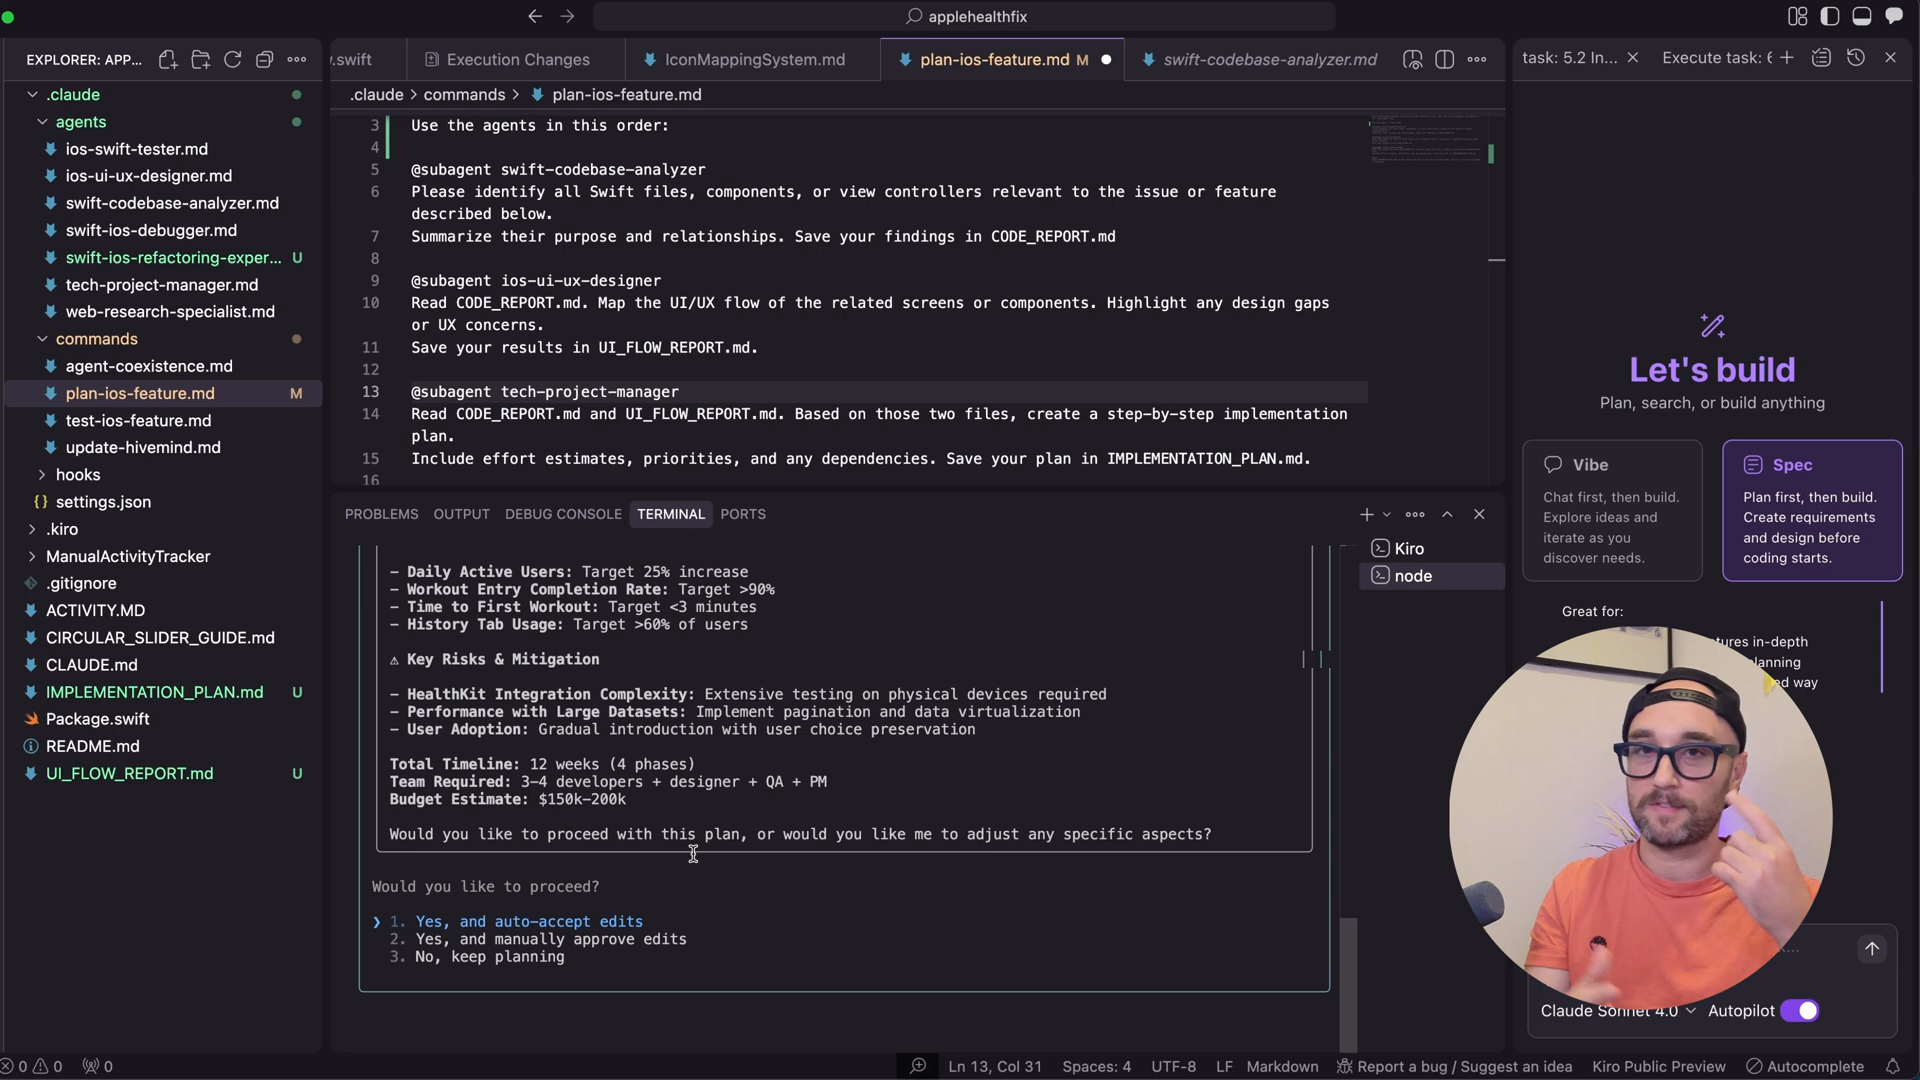 applehealthfix
EXPLORER: APP...
.swift
Execution Changes
IconMappingSystem.md
plan-ios-feature.md M
swift-codebase-analyzer.md
task: 5.2 In...
Execute task: 6
.claude > commands > plan-ios-feature.md
.claude
agents
ios-swift-tester.md
ios-ui-ux-designer.md
swift-codebase-analyzer.md
swift-ios-debugger.md
swift-ios-refactoring-exper... U
tech-project-manager.md
web-research-specialist.md
commands
agent-coexistence.md
plan-ios-feature.md M
test-ios-feature.md
update-hivemind.md
hooks
{} settings.json
.kiro
ManualActivityTracker
.gitignore
ACTIVITY.MD
CIRCULAR_SLIDER_GUIDE.md
CLAUDE.md
IMPLEMENTATION_PLAN.md U
Package.swift
README.md
UI_FLOW_REPORT.md U
3 Use the agents in this order:
4
5 @subagent swift-codebase-analyzer
6 Please identify all Swift files, components, or view controllers relevant to the issue or feature
described below.
7 Summarize their purpose and relationships. Save your findings in CODE_REPORT.md
8
9 @subagent ios-ui-ux-designer
10 Read CODE_REPORT.md. Map the UI/UX flow of the related screens or components. Highlight any design gaps
or UX concerns.
11 Save your results in UI_FLOW_REPORT.md.
12
13 @subagent tech-project-manager
14 Read CODE_REPORT.md and UI_FLOW_REPORT.md. Based on those two files, create a step-by-step implementation
plan.
15 Include effort estimates, priorities, and any dependencies. Save your plan in IMPLEMENTATION_PLAN.md.
16
PROBLEMS
OUTPUT
DEBUG CONSOLE
TERMINAL
PORTS
Kiro
node
- Daily Active Users: Target 25% increase
- Workout Entry Completion Rate: Target >90%
- Time to First Workout: Target <3 minutes
- History Tab Usage: Target >60% of users
⚠ Key Risks & Mitigation
- HealthKit Integration Complexity: Extensive testing on physical devices required
- Performance with Large Datasets: Implement pagination and data virtualization
- User Adoption: Gradual introduction with user choice preservation
Total Timeline: 12 weeks (4 phases)
Team Required: 3-4 developers + designer + QA + PM
Budget Estimate: $150k-200k
Would you like to proceed with this plan, or would you like me to adjust any specific aspects?
Would you like to proceed?
❯ 1. Yes, and auto-accept edits
2. Yes, and manually approve edits
3. No, keep planning
Let's build
Plan, search, or build anything
Vibe
Chat first, then build.
Explore ideas and
iterate as you
discover needs.
Spec
Plan first, then build.
Create requirements
and design before
coding starts.
Great for:
in-depth
way
Claude Sonnet 4.0
Autopilot
0 0 0
Ln 13, Col 31
Spaces: 4
UTF-8
LF
Markdown
Report a bug / Suggest an idea
Kiro Public Preview
Autocomplete